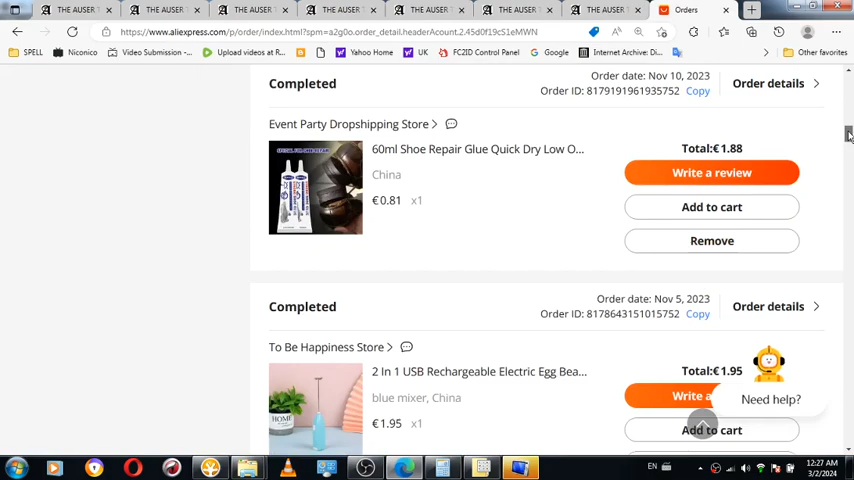 THE AUSER
THE AUSER
THE AUSER
THE AUSER
THE AUSER
THE AUSER
THE AUSER
Orders
https://www.aliexpress.com/p/order/index.html?spm=a2g0o.order_detail.headerAcount.2.45d0f19cS1eMWN
SPELL
Niconico
Video Submission -...
Upload videos at R...
Yahoo Home
UK
FC2ID Control Panel
Google
Internet Archive: Di...
Other favorites
Completed
Order date: Nov 10, 2023
Order ID: 8179191961935752 Copy
Order details
Event Party Dropshipping Store
60ml Shoe Repair Glue Quick Dry Low O...
China
€0.81 x1
Total:€1.88
Write a review
Add to cart
Remove
Completed
Order date: Nov 5, 2023
Order ID: 8178643151015752 Copy
Order details
To Be Happiness Store
2 In 1 USB Rechargeable Electric Egg Bea...
blue mixer, China
€1.95 x1
HOME
Total:€1.95
Write a
Need help?
Add to cart
EN
12:27 AM
3/2/2024